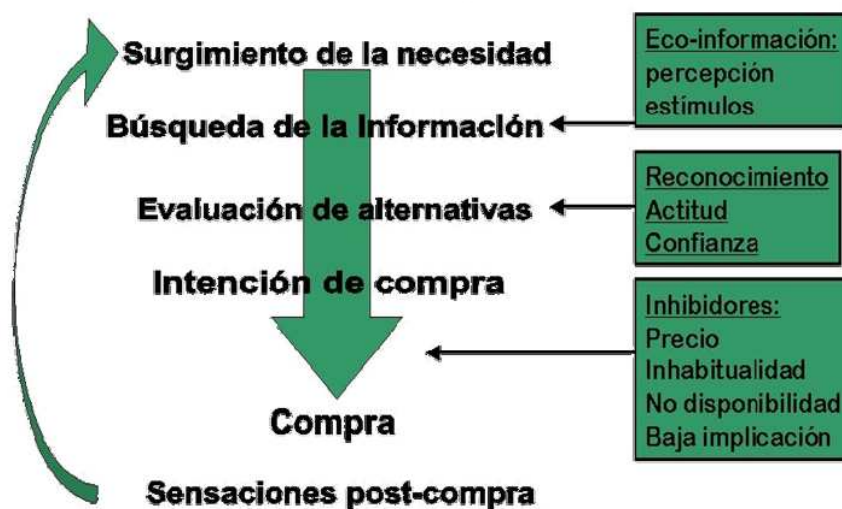 Surgimiento de la necesidad
Búsqueda de la Información
Evaluación de alternativas
Intención de compra
Compra
Sensaciones post-compra
Eco-información:
percepción
estímulos
Reconocimiento
Actitud
Confianza
Inhibidores:
Precio
Inhabitualidad
No disponibilidad
Baja implicación